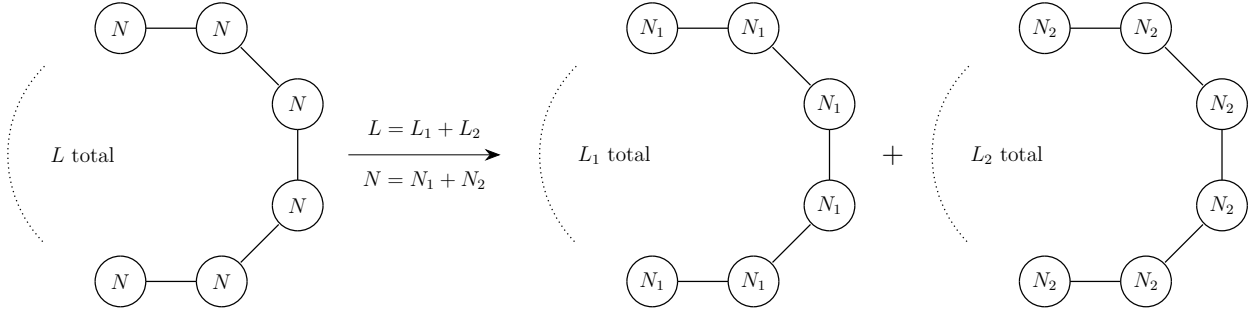 N N N N N N
L total
L = L₁ + L₂
N = N₁ + N₂
N₁ N₁ N₁ N₁ N₁ N₁
L₁ total
+
N₂ N₂ N₂ N₂ N₂ N₂
L₂ total